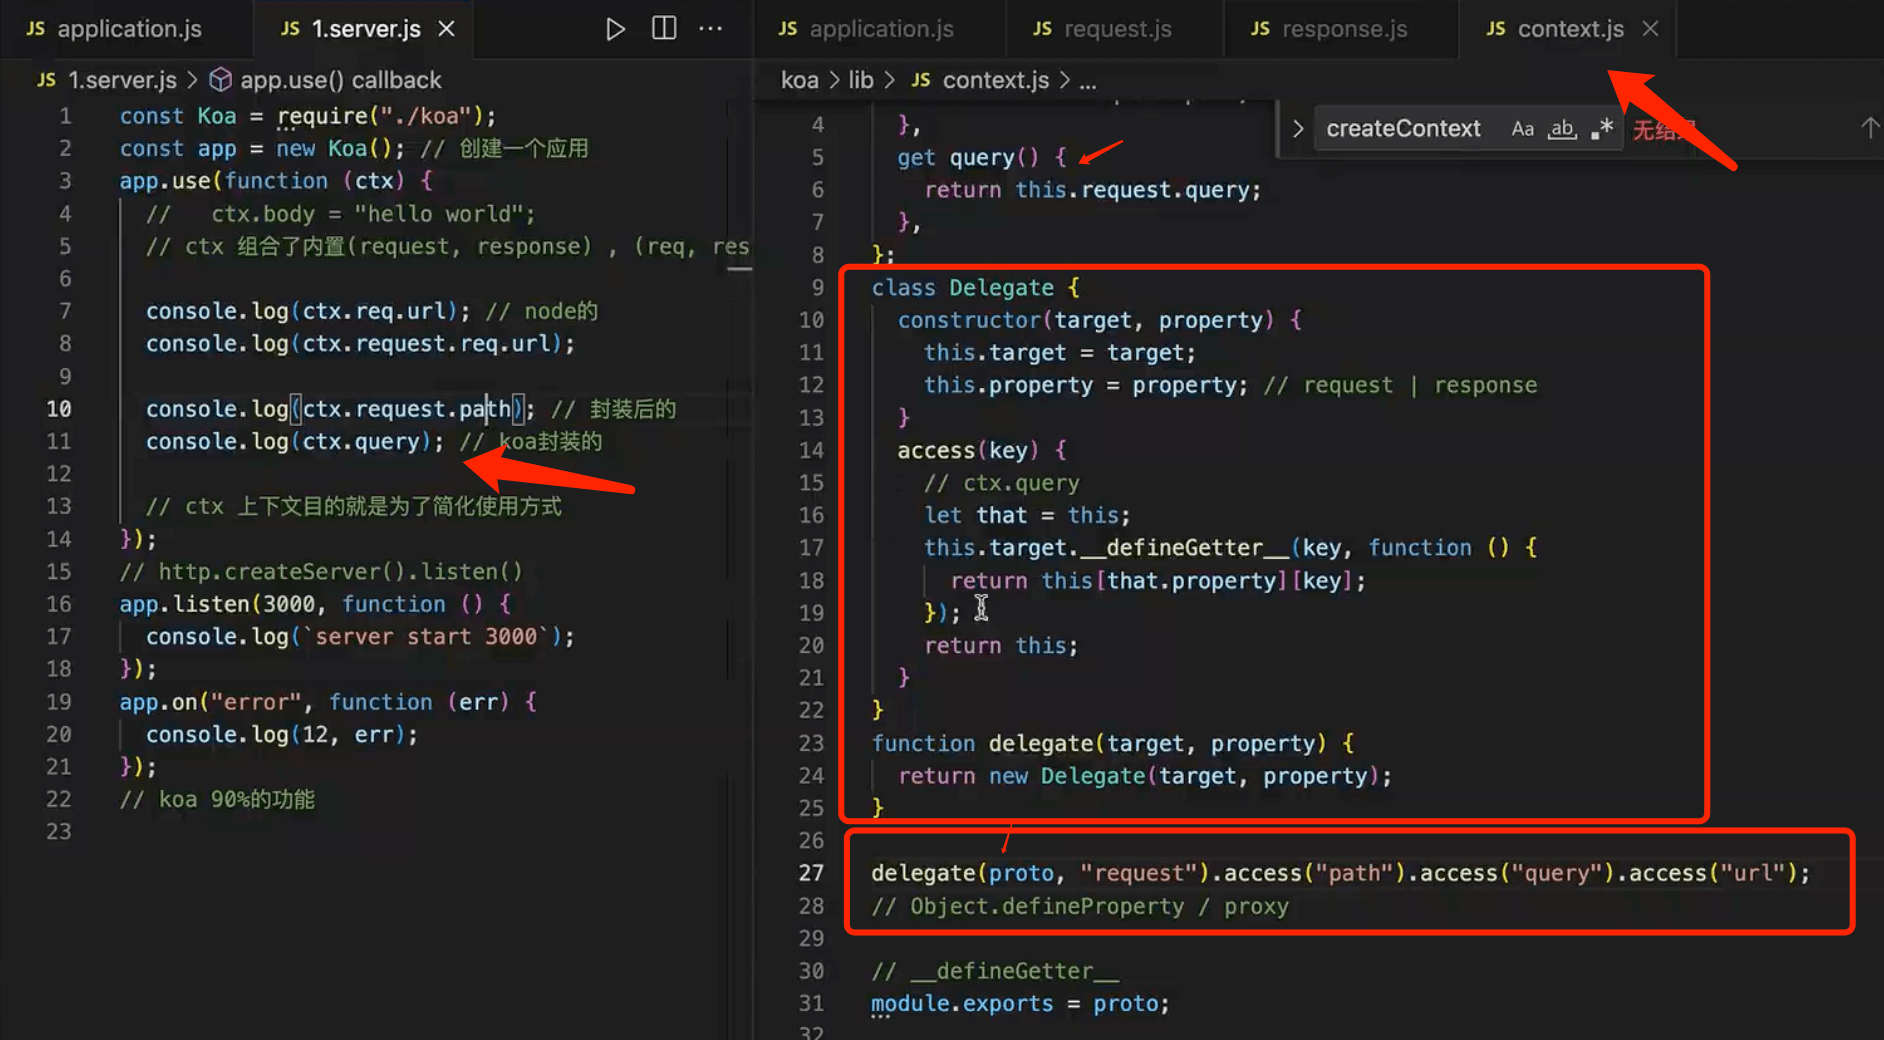 JS application.js
JS 1.server.js
JS 1.server.js > app.use() callback
1 const Koa = require("./koa");
2 const app = new Koa(); // 创建一个应用
3 app.use(function (ctx) {
4 //   ctx.body = "hello world";
5 // ctx 组合了内置(request, response) , (req, res
6
7 console.log(ctx.req.url); // node的
8 console.log(ctx.request.req.url);
9
10 console.log(ctx.request.path); // 封装后的
11 console.log(ctx.query); // koa封装的
12
13 // ctx 上下文目的就是为了简化使用方式
14 });
15 // http.createServer().listen()
16 app.listen(3000, function () {
17 console.log(`server start 3000`);
18 });
19 app.on("error", function (err) {
20 console.log(12, err);
21 });
22 // koa 90%的功能
23
JS application.js
JS request.js
JS response.js
JS context.js
koa > lib > JS context.js > ...
createContext Aa ab .* 无结
4 },
5 get query() {
6 return this.request.query;
7 },
8 };
9 class Delegate {
10 constructor(target, property) {
11 this.target = target;
12 this.property = property; // request | response
13 }
14 access(key) {
15 // ctx.query
16 let that = this;
17 this.target.__defineGetter__(key, function () {
18 return this[that.property][key];
19 });
20 return this;
21 }
22 }
23 function delegate(target, property) {
24 return new Delegate(target, property);
25 }
26
27 delegate(proto, "request").access("path").access("query").access("url");
28 // Object.defineProperty / proxy
29
30 // __defineGetter__
31 module.exports = proto;
32